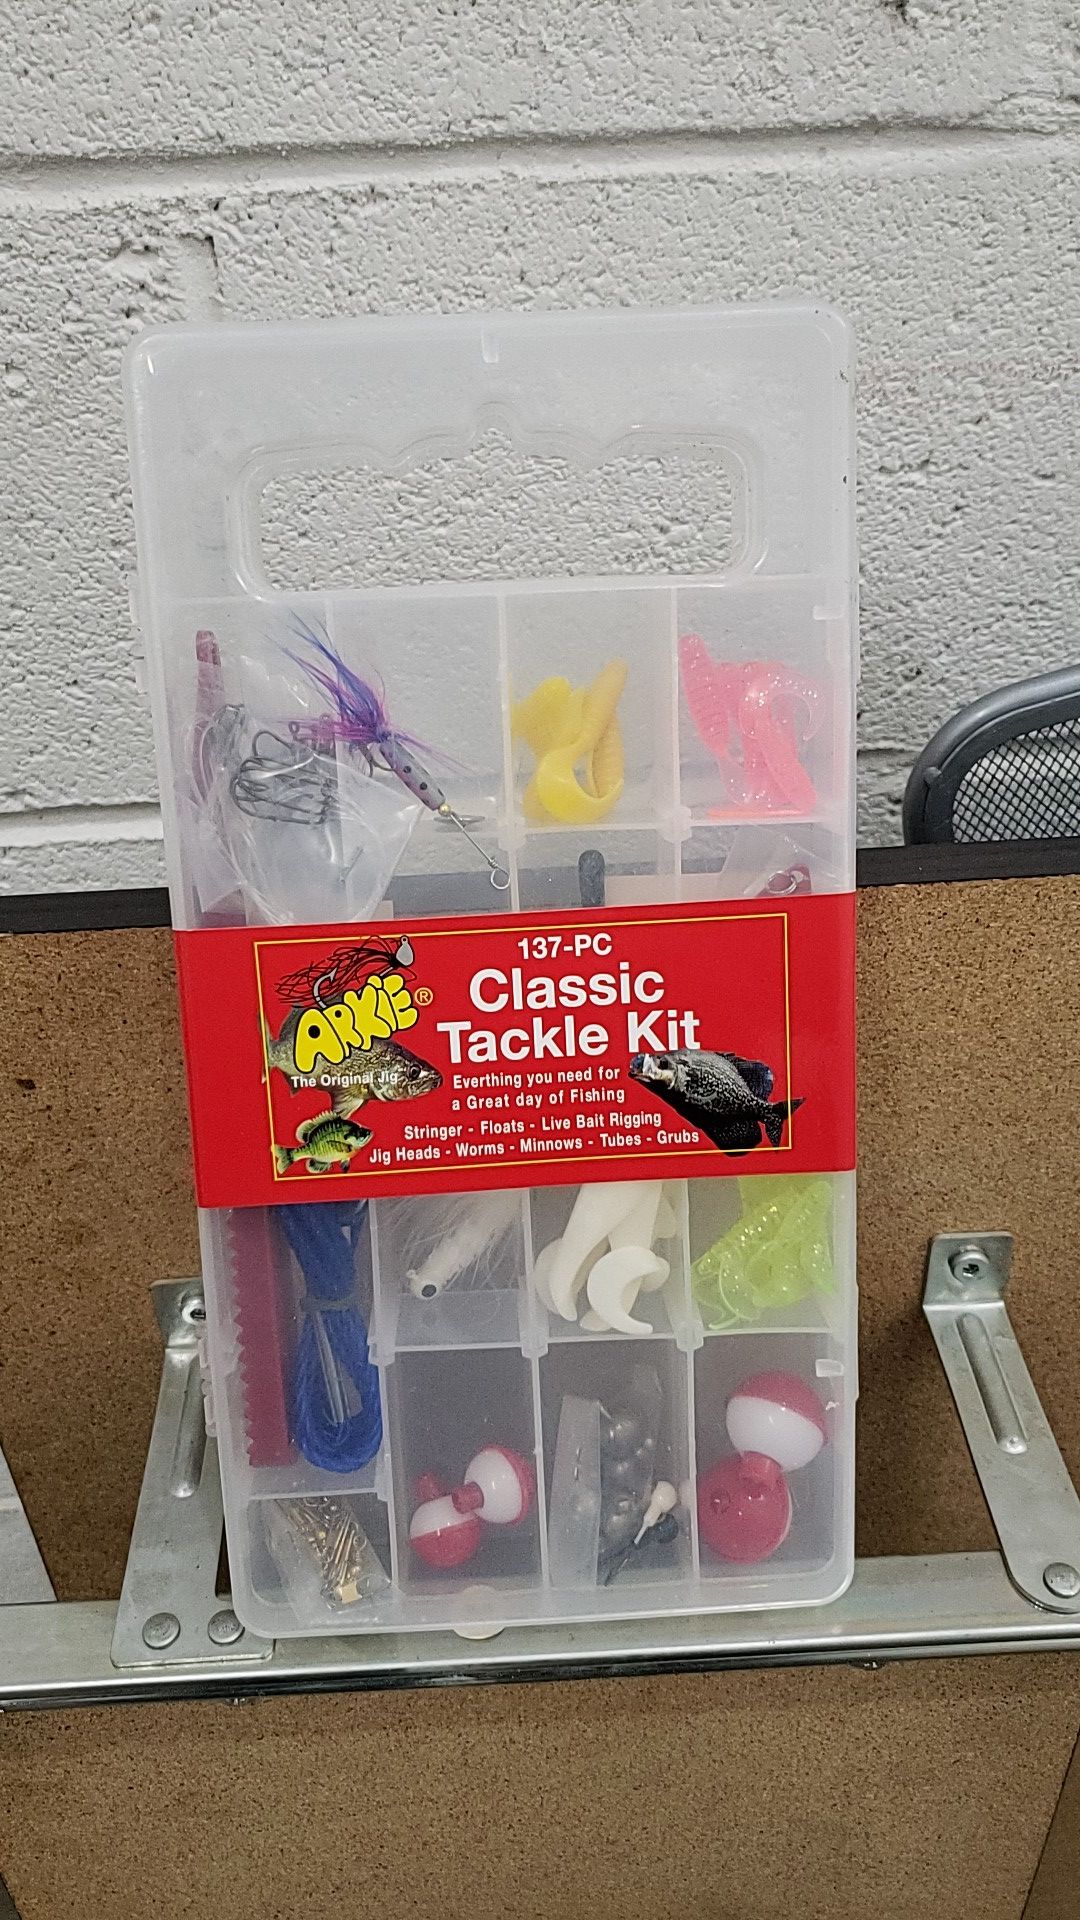 137-PC
Classic
Tackle Kit
ARKIE®
The Original Jig
Everthing you need for
a Great day of Fishing
Stringer - Floats - Live Bait Rigging
Jig Heads - Worms - Minnows - Tubes - Grubs